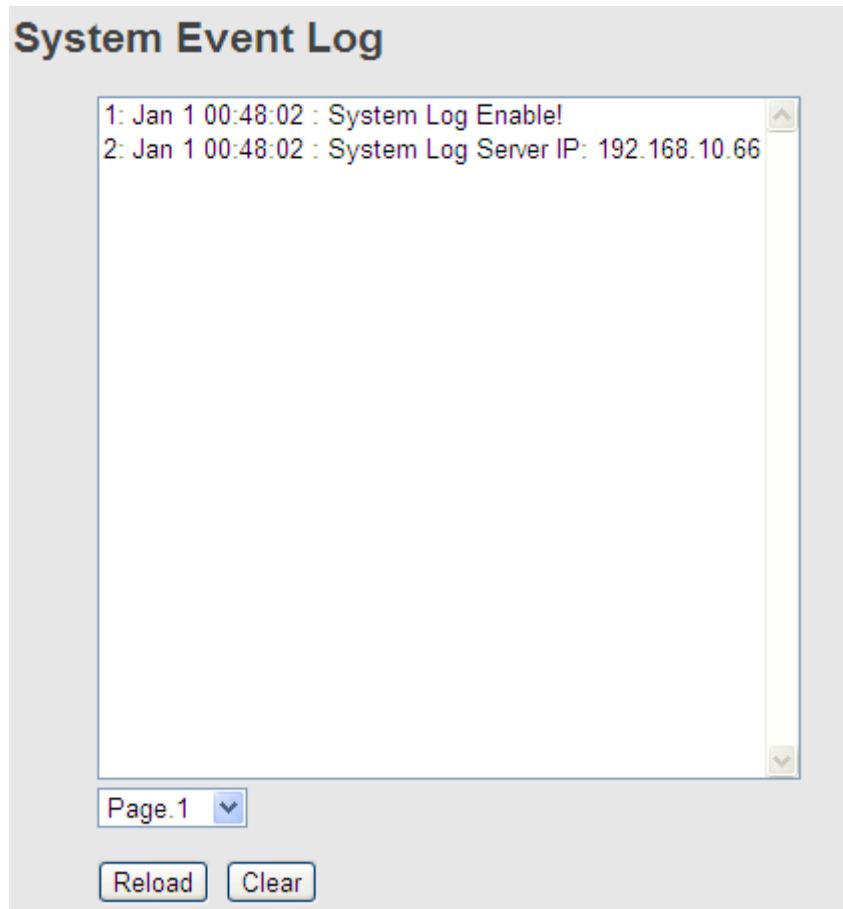 System Event Log
1: Jan 1 00:48:02 : System Log Enable!
2: Jan 1 00:48:02 : System Log Server IP: 192.168.10.66
Page.1
Reload Clear